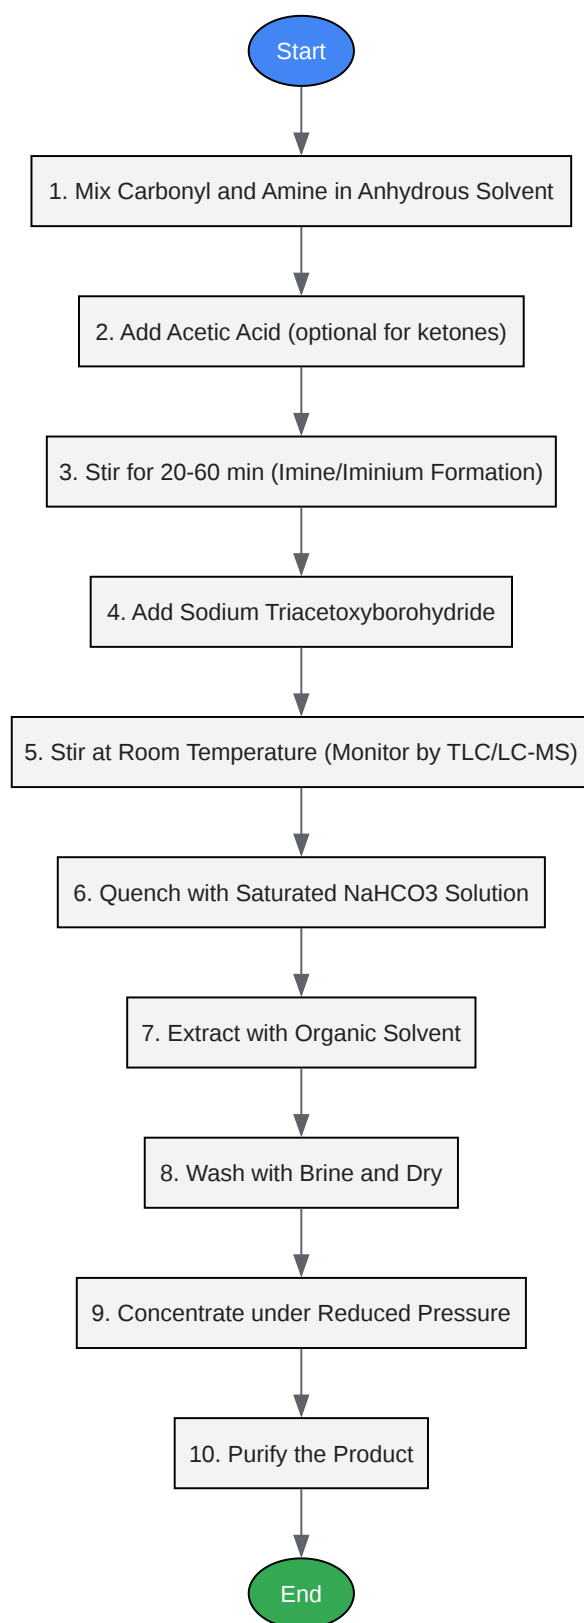 Start
1. Mix Carbonyl and Amine in Anhydrous Solvent
2. Add Acetic Acid (optional for ketones)
3. Stir for 20-60 min (Imine/Iminium Formation)
4. Add Sodium Triacetoxyborohydride
5. Stir at Room Temperature (Monitor by TLC/LC-MS)
6. Quench with Saturated NaHCO3 Solution
7. Extract with Organic Solvent
8. Wash with Brine and Dry
9. Concentrate under Reduced Pressure
10. Purify the Product
End